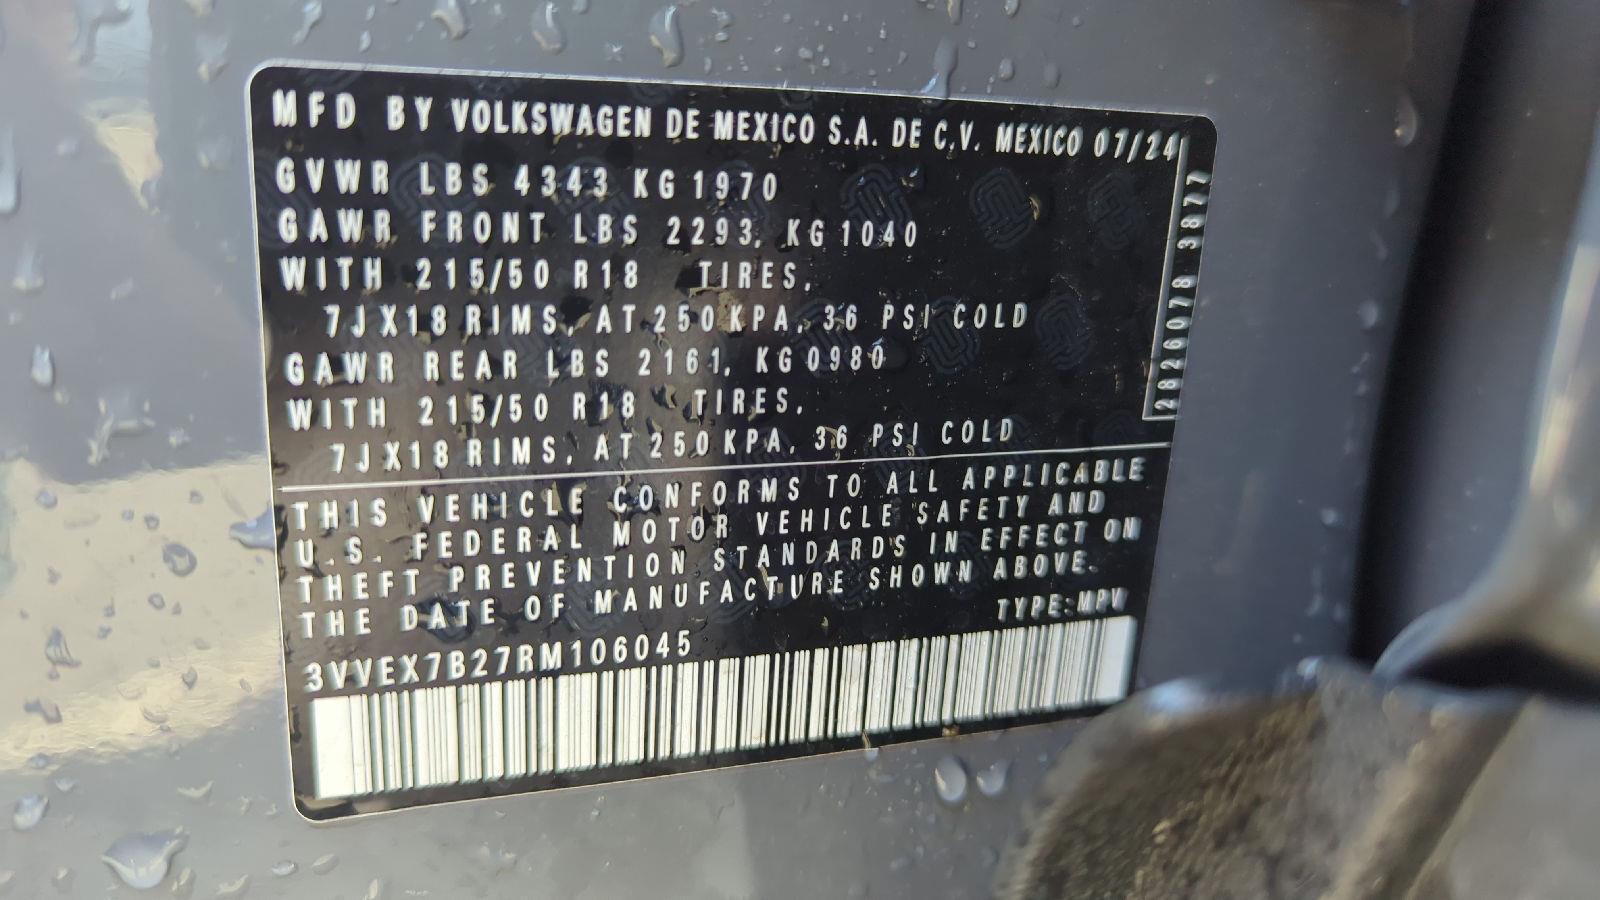 MFD BY VOLKSWAGEN DE MEXICO S.A. DE C.V. MEXICO 07/24
GVWR LBS 4343 KG 1970
GAWR FRONT LBS 2293, KG 1040
WITH 215/50 R18 TIRES,
7JX18 RIMS, AT 250 KPA, 36 PSI COLD
GAWR REAR LBS 2161, KG 0980
WITH 215/50 R18 TIRES,
7JX18 RIMS, AT 250 KPA, 36 PSI COLD
2826078 3877
THIS VEHICLE CONFORMS TO ALL APPLICABLE
U.S. FEDERAL MOTOR VEHICLE SAFETY AND
THEFT PREVENTION STANDARDS IN EFFECT ON
THE DATE OF MANUFACTURE SHOWN ABOVE.
TYPE:MPV
3VVEX7B27RM106045